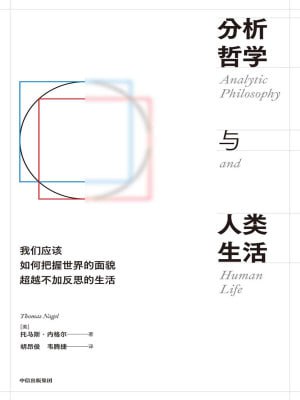 分析
哲学
Analytic
Philosophy
与
and
人类
生活
Human
Life
我们应该
如何把握世界的面貌
超越不加反思的生活
Thomas Nagel
[美]
托马斯·内格尔 著
胡昂俊 韦腾捷 译
中信出版集团